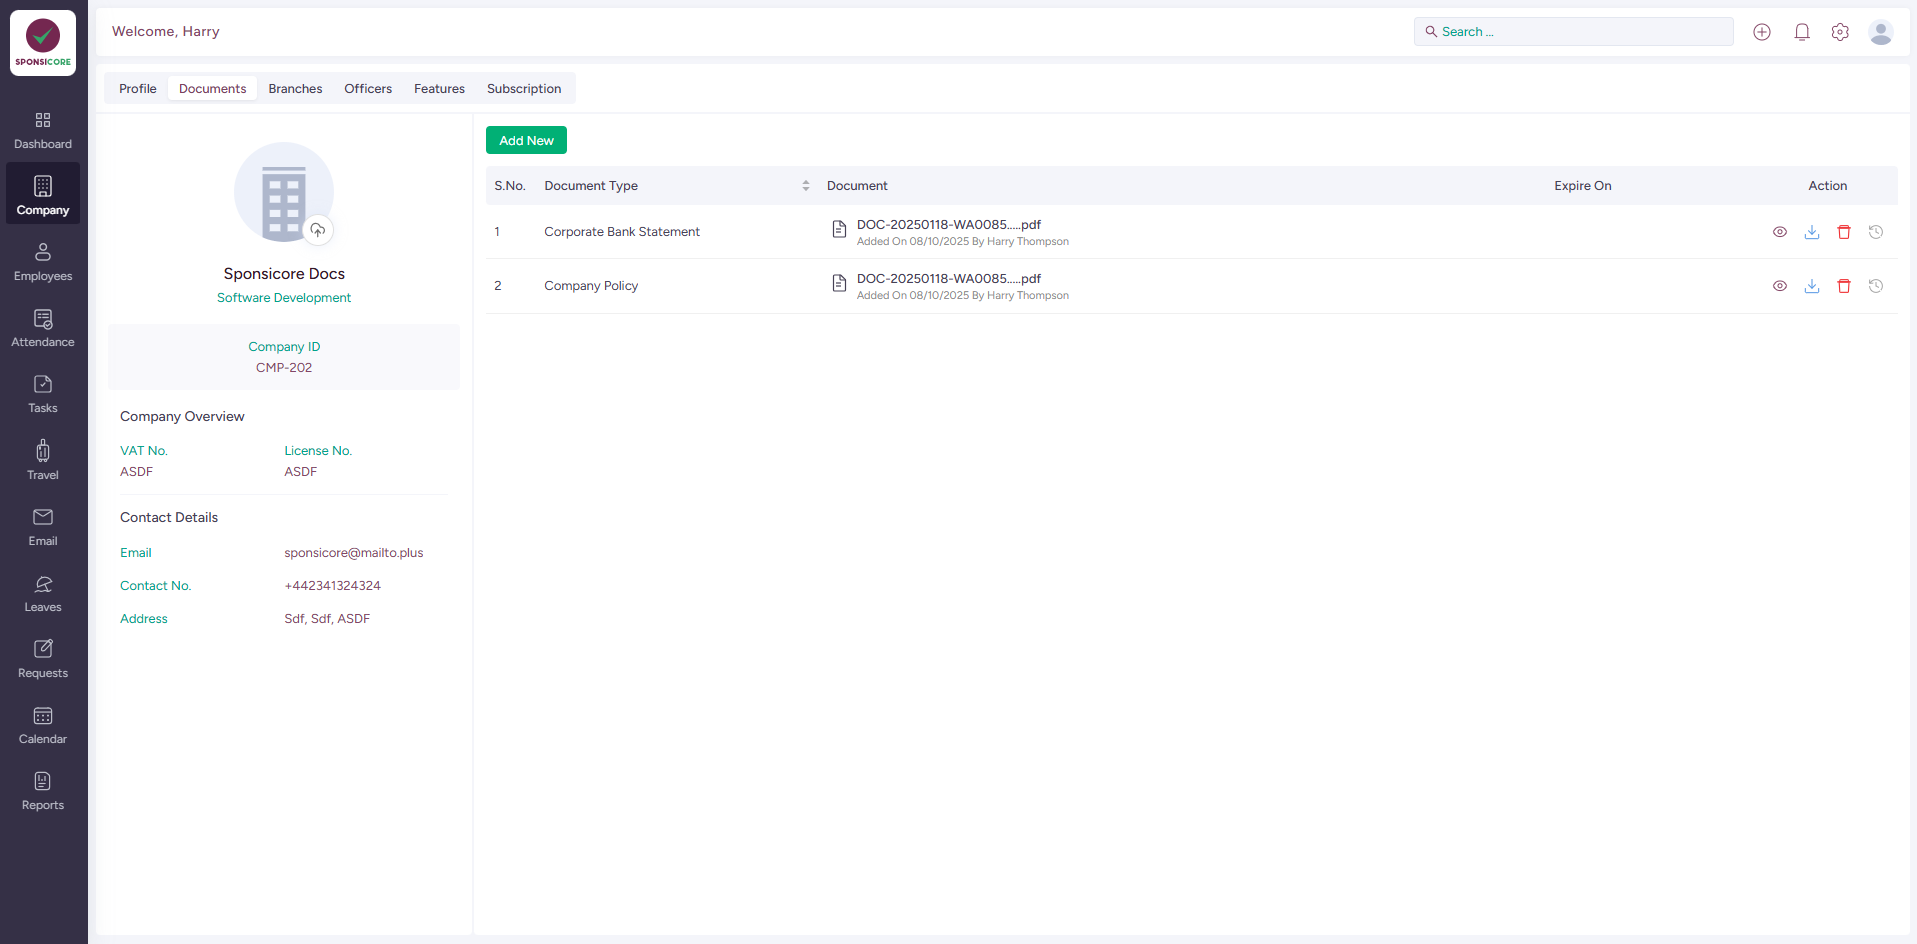 SPONSICORE
Dashboard
Company
Employees
Attendance
Tasks
Travel
Email
Leaves
Requests
Calendar
Reports
Welcome, Harry
Search ...
Profile Documents Branches Officers Features Subscription
Sponsicore Docs
Software Development
Company ID
CMP-202
Company Overview
VAT No. License No.
ASDF ASDF
Contact Details
Email sponsicore@mailto.plus
Contact No. +442341324324
Address Sdf, Sdf, ASDF
Add New
S.No. Document Type Document Expire On Action
1 Corporate Bank Statement DOC-20250118-WA0085.....pdf
Added On 08/10/2025 By Harry Thompson
2 Company Policy DOC-20250118-WA0085.....pdf
Added On 08/10/2025 By Harry Thompson